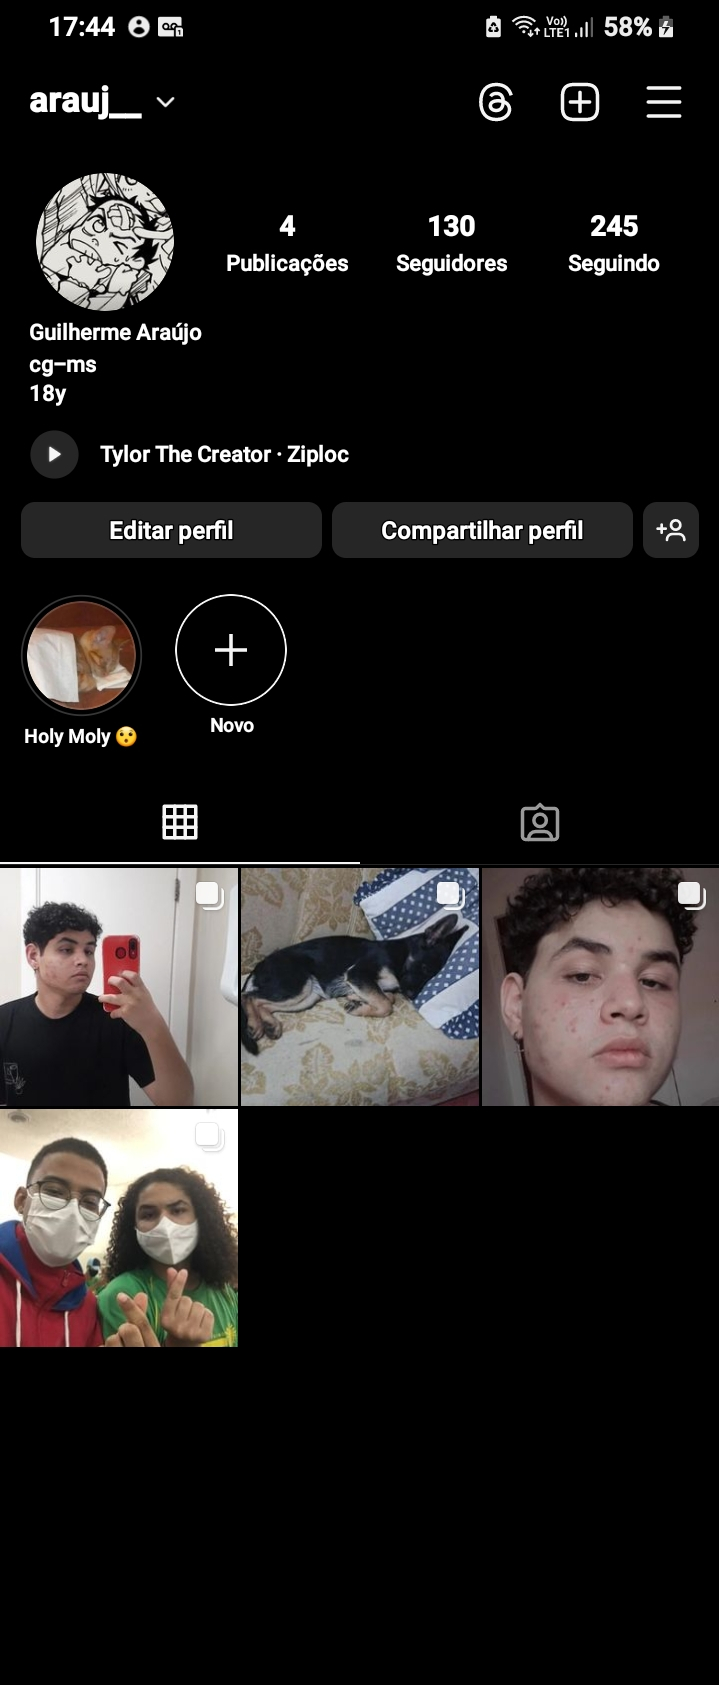 17:44 Vo)) LTE1 58%
arauj__
4 130 245
Publicações Seguidores Seguindo
Guilherme Araújo
cg–ms
18y
Tylor The Creator · Ziploc
Editar perfil Compartilhar perfil
Holy Moly 😯 Novo